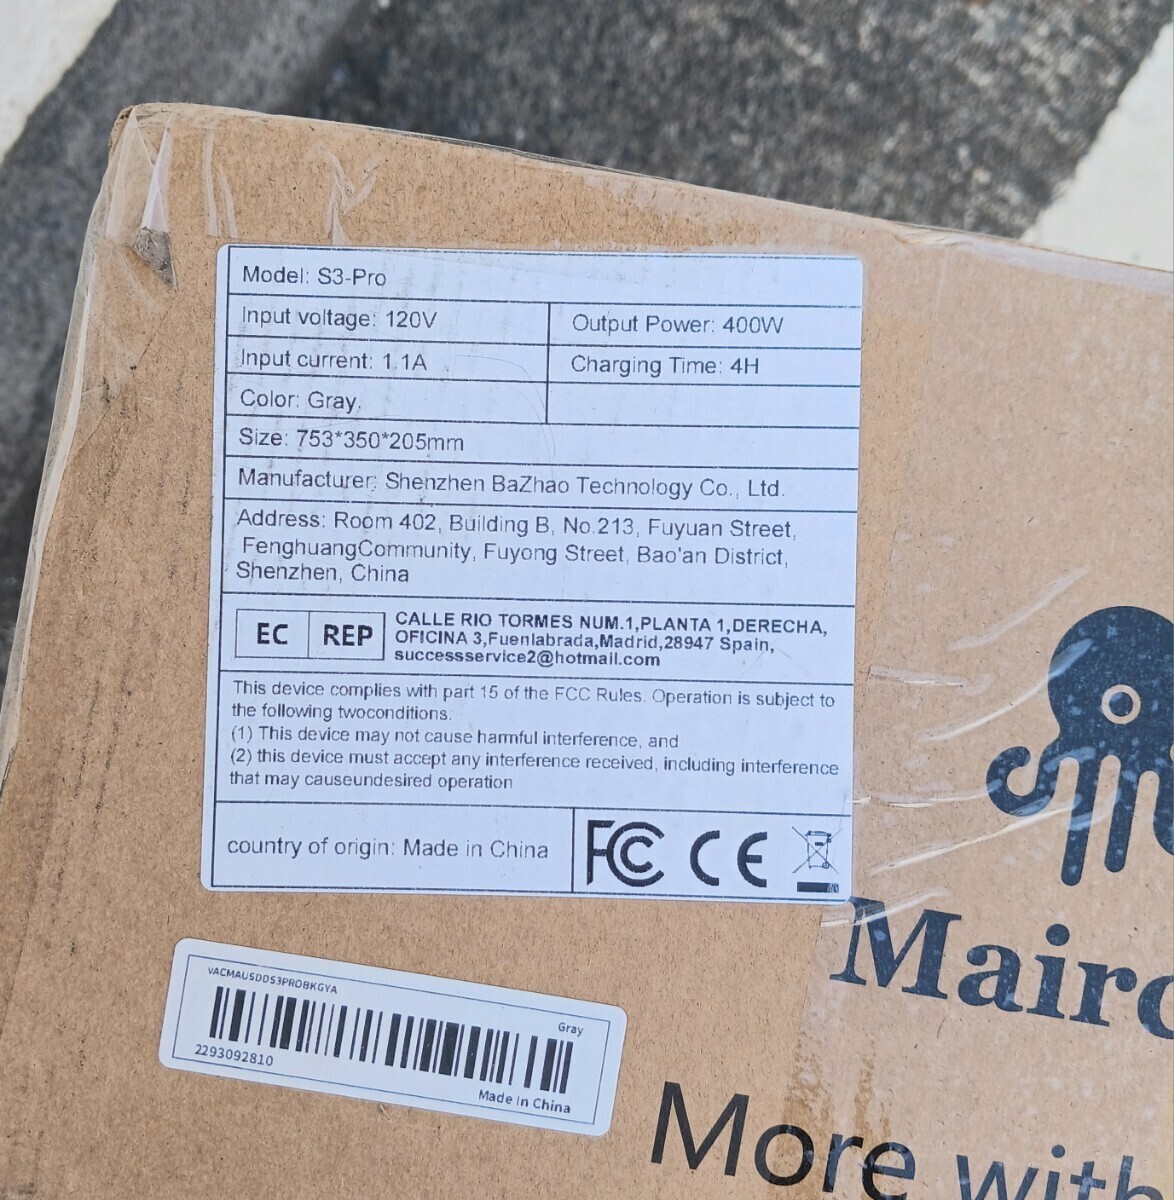 Model: S3-Pro
Input voltage: 120V
Output Power: 400W
Input current: 1.1A
Charging Time: 4H
Color: Gray.
Size: 753*350*205mm
Manufacturer: Shenzhen BaZhao Technology Co., Ltd.
Address: Room 402, Building B, No.213, Fuyuan Street,
FenghuangCommunity, Fuyong Street, Bao'an District,
Shenzhen, China
EC REP
CALLE RIO TORMES NUM.1,PLANTA 1,DERECHA,
OFICINA 3,Fuenlabrada,Madrid,28947 Spain,
successservice2@hotmail.com
This device complies with part 15 of the FCC Rules. Operation is subject to
the following twoconditions:
(1) This device may not cause harmful interference, and
(2) this device must accept any interference received, including interference
that may causeundesired operation
country of origin: Made in China
FC CE
VACMAUSDDS3PROBKGYA
Gray
2293092810
Made In China
Mairc
More with